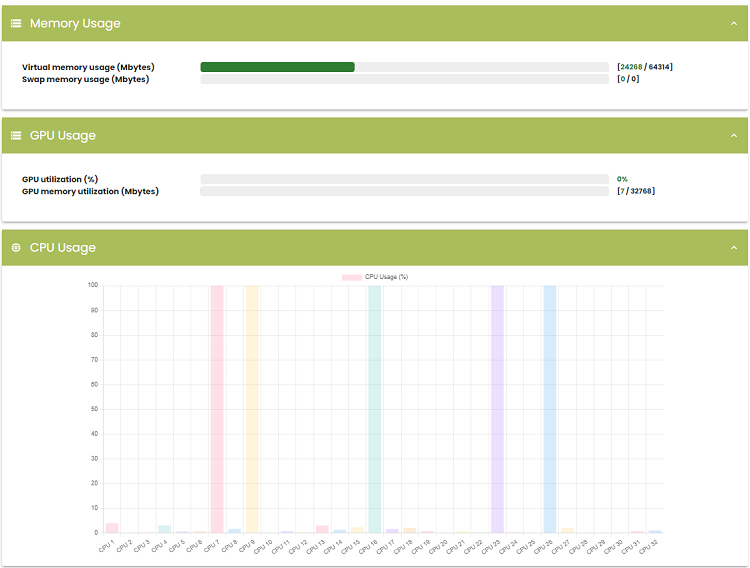 Memory Usage
Virtual memory usage (Mbytes) [24268 / 64314]
Swap memory usage (Mbytes) [0 / 0]
GPU Usage
GPU utilization (%) 0%
GPU memory utilization (Mbytes) [7 / 32768]
CPU Usage
CPU Usage (%)
100
90
80
70
60
50
40
30
20
10
0
CPU 1 CPU 2 CPU 3 CPU 4 CPU 5 CPU 6 CPU 7 CPU 8 CPU 9 CPU 10 CPU 11 CPU 12 CPU 13 CPU 14 CPU 15 CPU 16 CPU 17 CPU 18 CPU 19 CPU 20 CPU 21 CPU 22 CPU 23 CPU 24 CPU 25 CPU 26 CPU 27 CPU 28 CPU 29 CPU 30 CPU 31 CPU 32